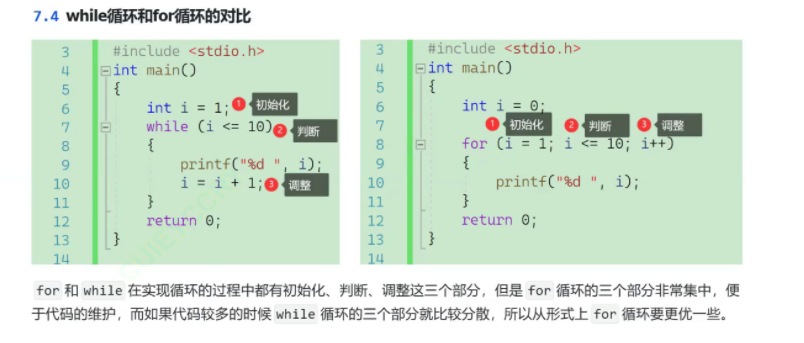 7.4 while循环和for循环的对比
3 #include <stdio.h>
4 int main()
5 {
6 int i = 1; 1 初始化
7 while (i <= 10) 2 判断
8 {
9 printf("%d ", i);
10 i = i + 1; 3 调整
11 }
12 return 0;
13 }
14
3 #include <stdio.h>
4 int main()
5 {
6 int i = 0;
7 1 初始化 2 判断 3 调整
8 for (i = 1; i <= 10; i++)
9 {
10 printf("%d ", i);
11 }
12 return 0;
13 }
14
for 和 while 在实现循环的过程中都有初始化、判断、调整这三个部分，但是 for 循环的三个部分非常集中，便
于代码的维护，而如果代码较多的时候 while 循环的三个部分就比较分散，所以从形式上 for 循环要更优一些。